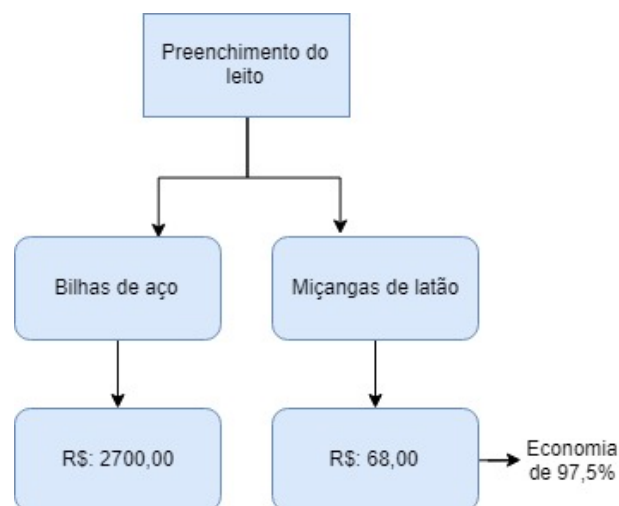 Preenchimento do
leito
Bilhas de aço
Miçangas de latão
R$: 2700,00
R$: 68,00
Economia
de 97,5%